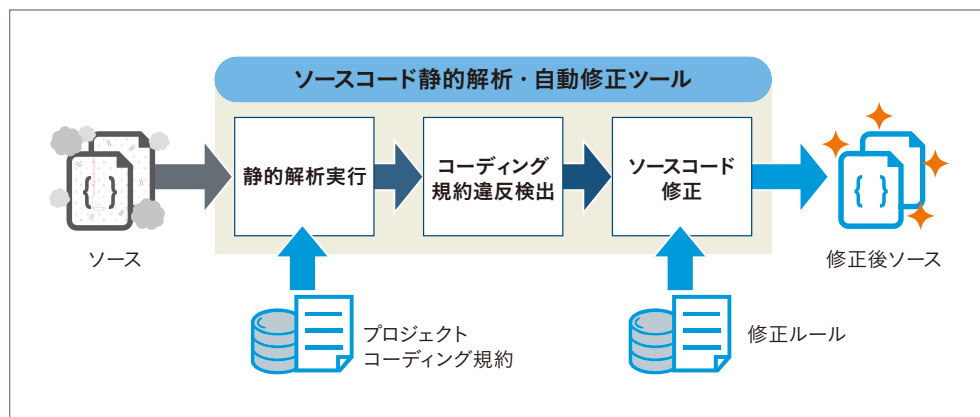 ソースコード静的解析・自動修正ツール
静的解析実行
コーディング
規約違反検出
ソースコード
修正
{ }
ソース
{ }
修正後ソース
プロジェクト
コーディング規約
修正ルール